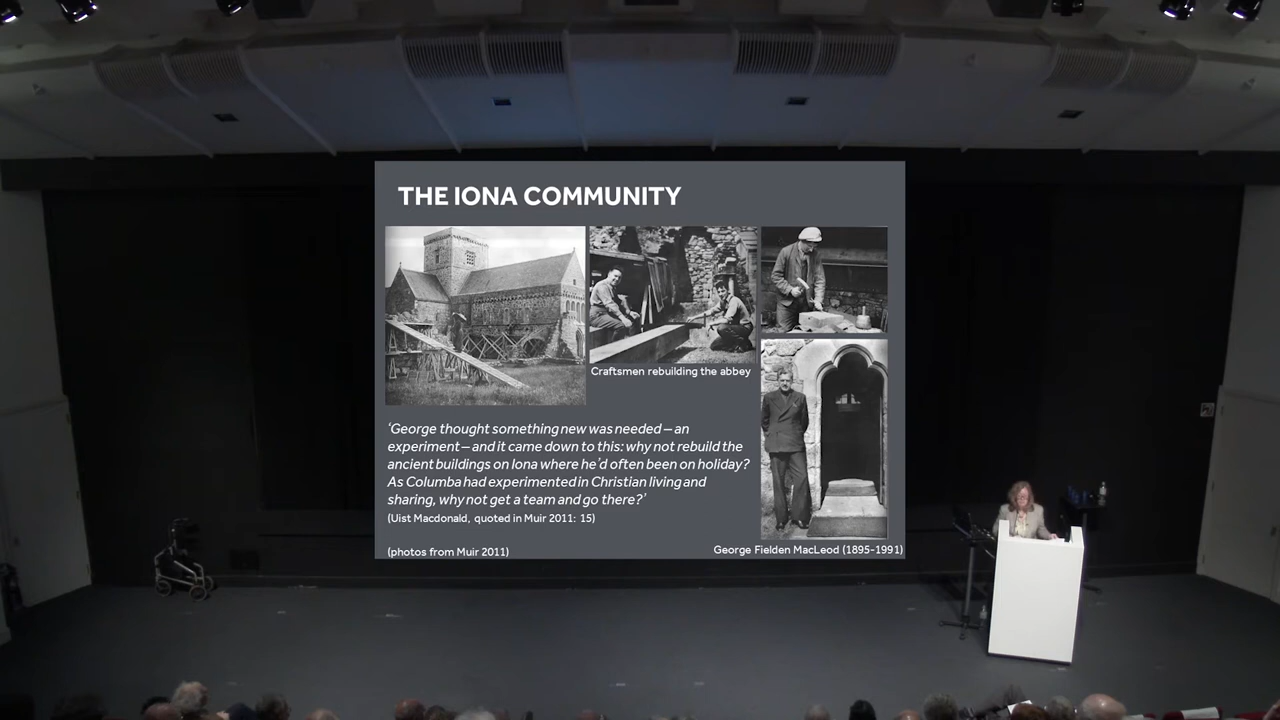 THE IONA COMMUNITY
Craftsmen rebuilding the abbey
‘George thought something new was needed – an
experiment – and it came down to this: why not rebuild the
ancient buildings on Iona where he’d often been on holiday?
As Columba had experimented in Christian living and
sharing, why not get a team and go there?’
(Uist Macdonald, quoted in Muir 2011: 15)
(photos from Muir 2011)
George Fielden MacLeod (1895-1991)